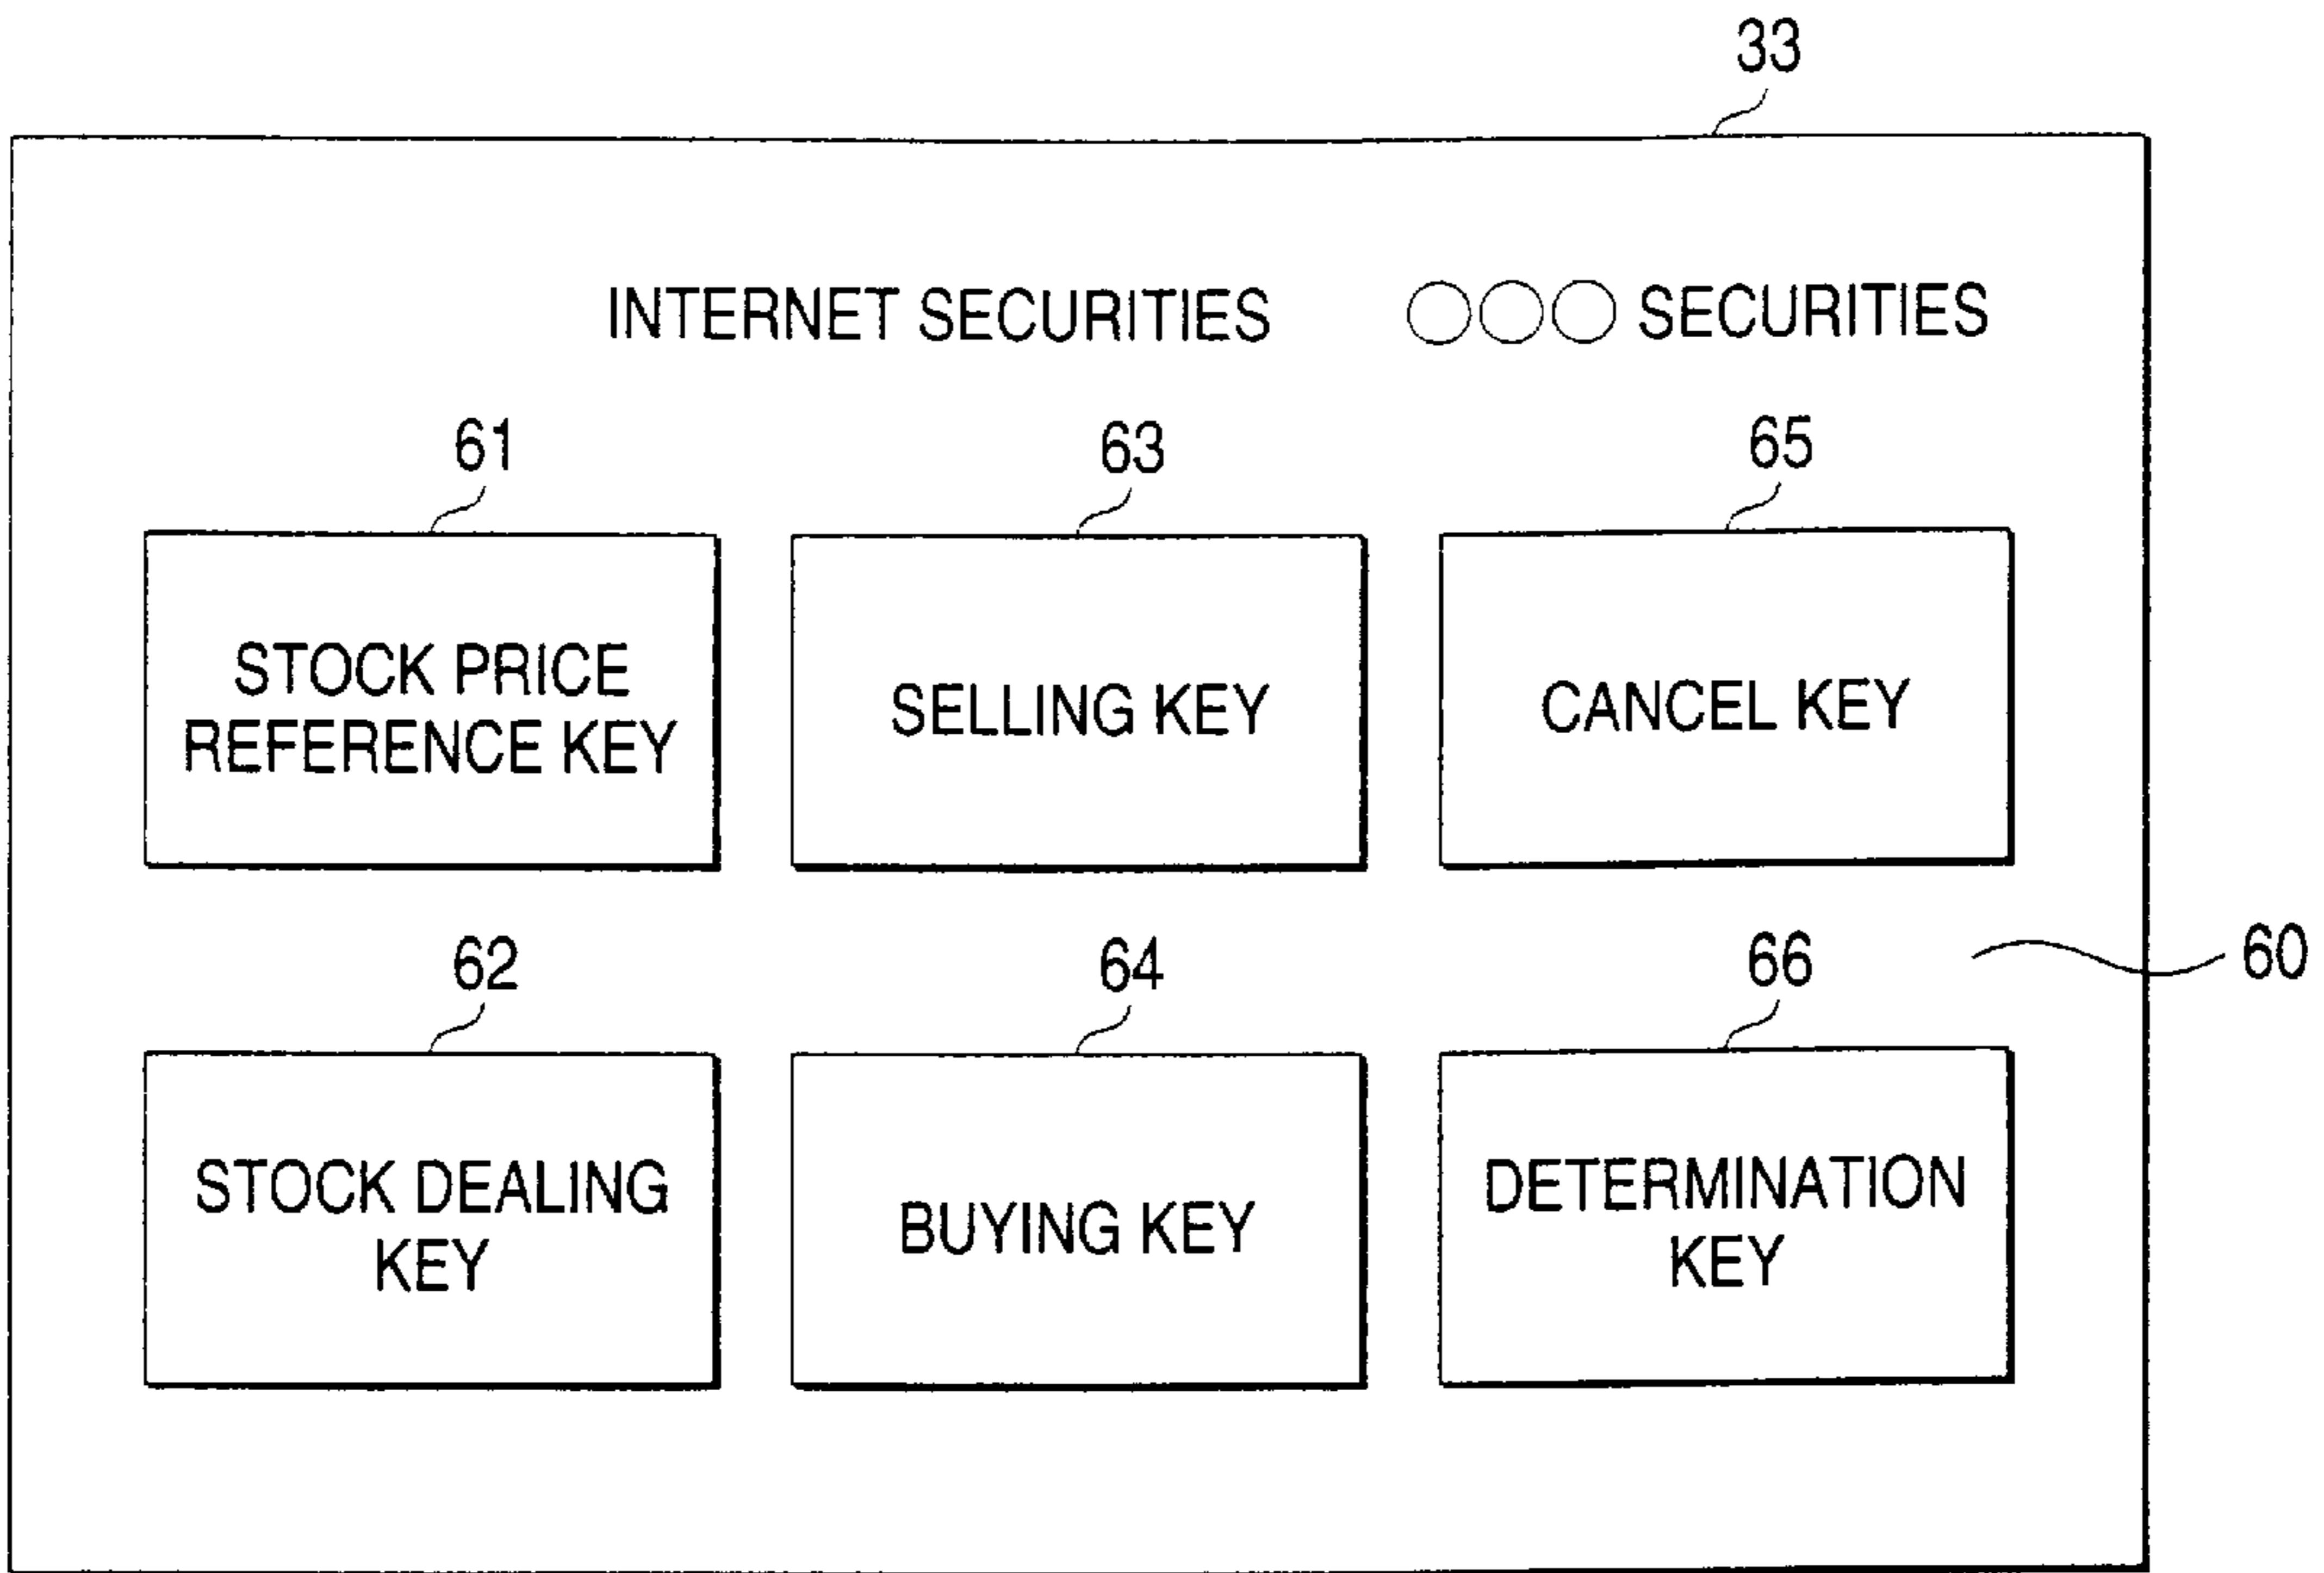 33
INTERNET SECURITIES ○○○ SECURITIES
61 63 65
STOCK PRICE
REFERENCE KEY
SELLING KEY
CANCEL KEY
62 64 66
60
STOCK DEALING
KEY
BUYING KEY
DETERMINATION
KEY